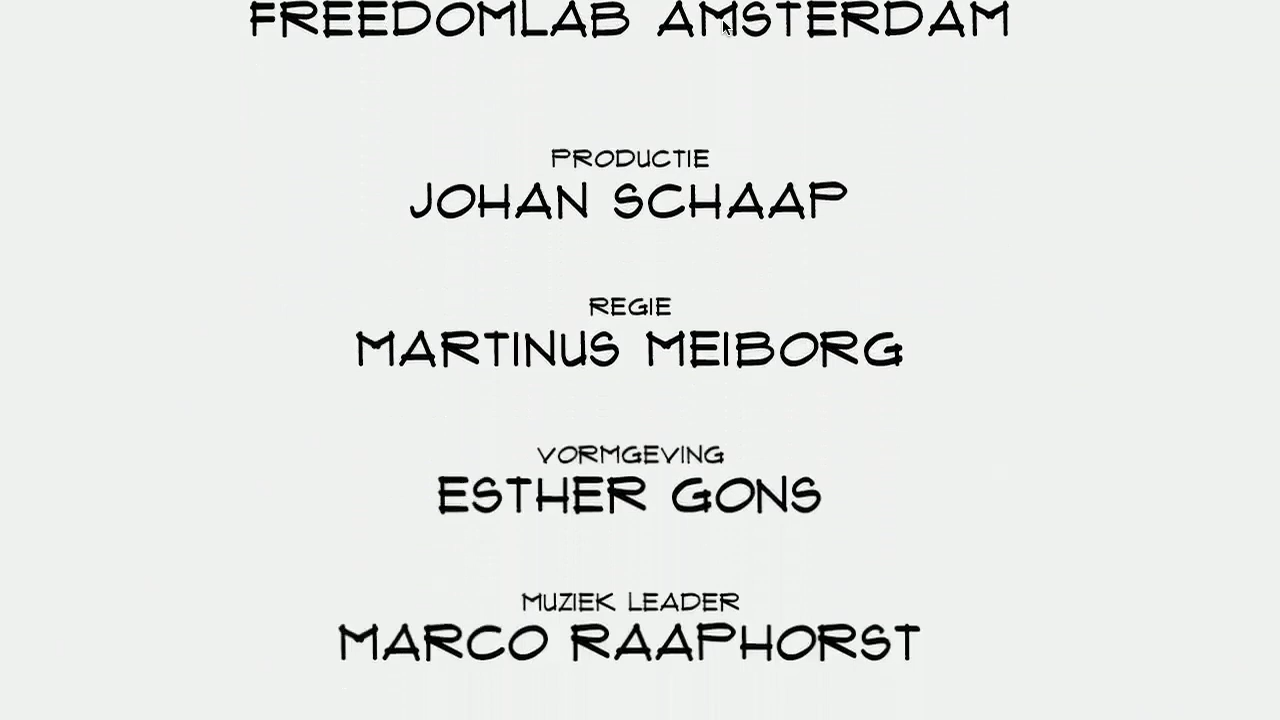 FREEDOMLAB AMSTERDAM
PRODUCTIE
JOHAN SCHAAP
REGIE
MARTINUS MEIBORG
VORMGEVING
ESTHER GONS
MUZIEK LEADER
MARCO RAAPHORST